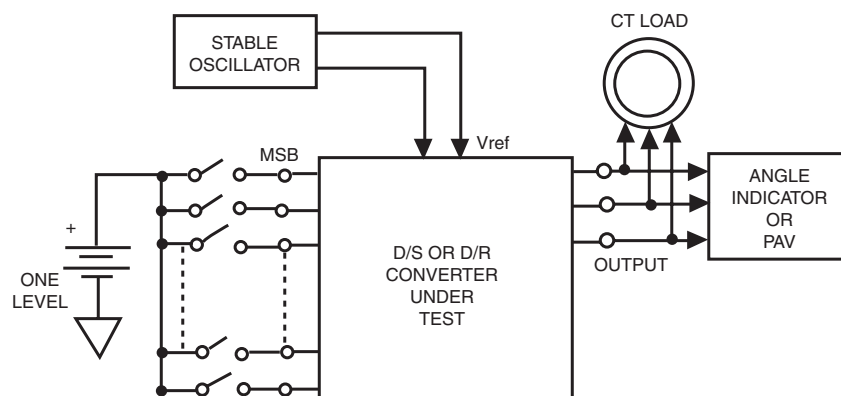 STABLE
OSCILLATOR
CT LOAD
Vref
MSB
+
ONE
LEVEL
D/S OR D/R
CONVERTER
UNDER
TEST
OUTPUT
ANGLE
INDICATOR
OR
PAV